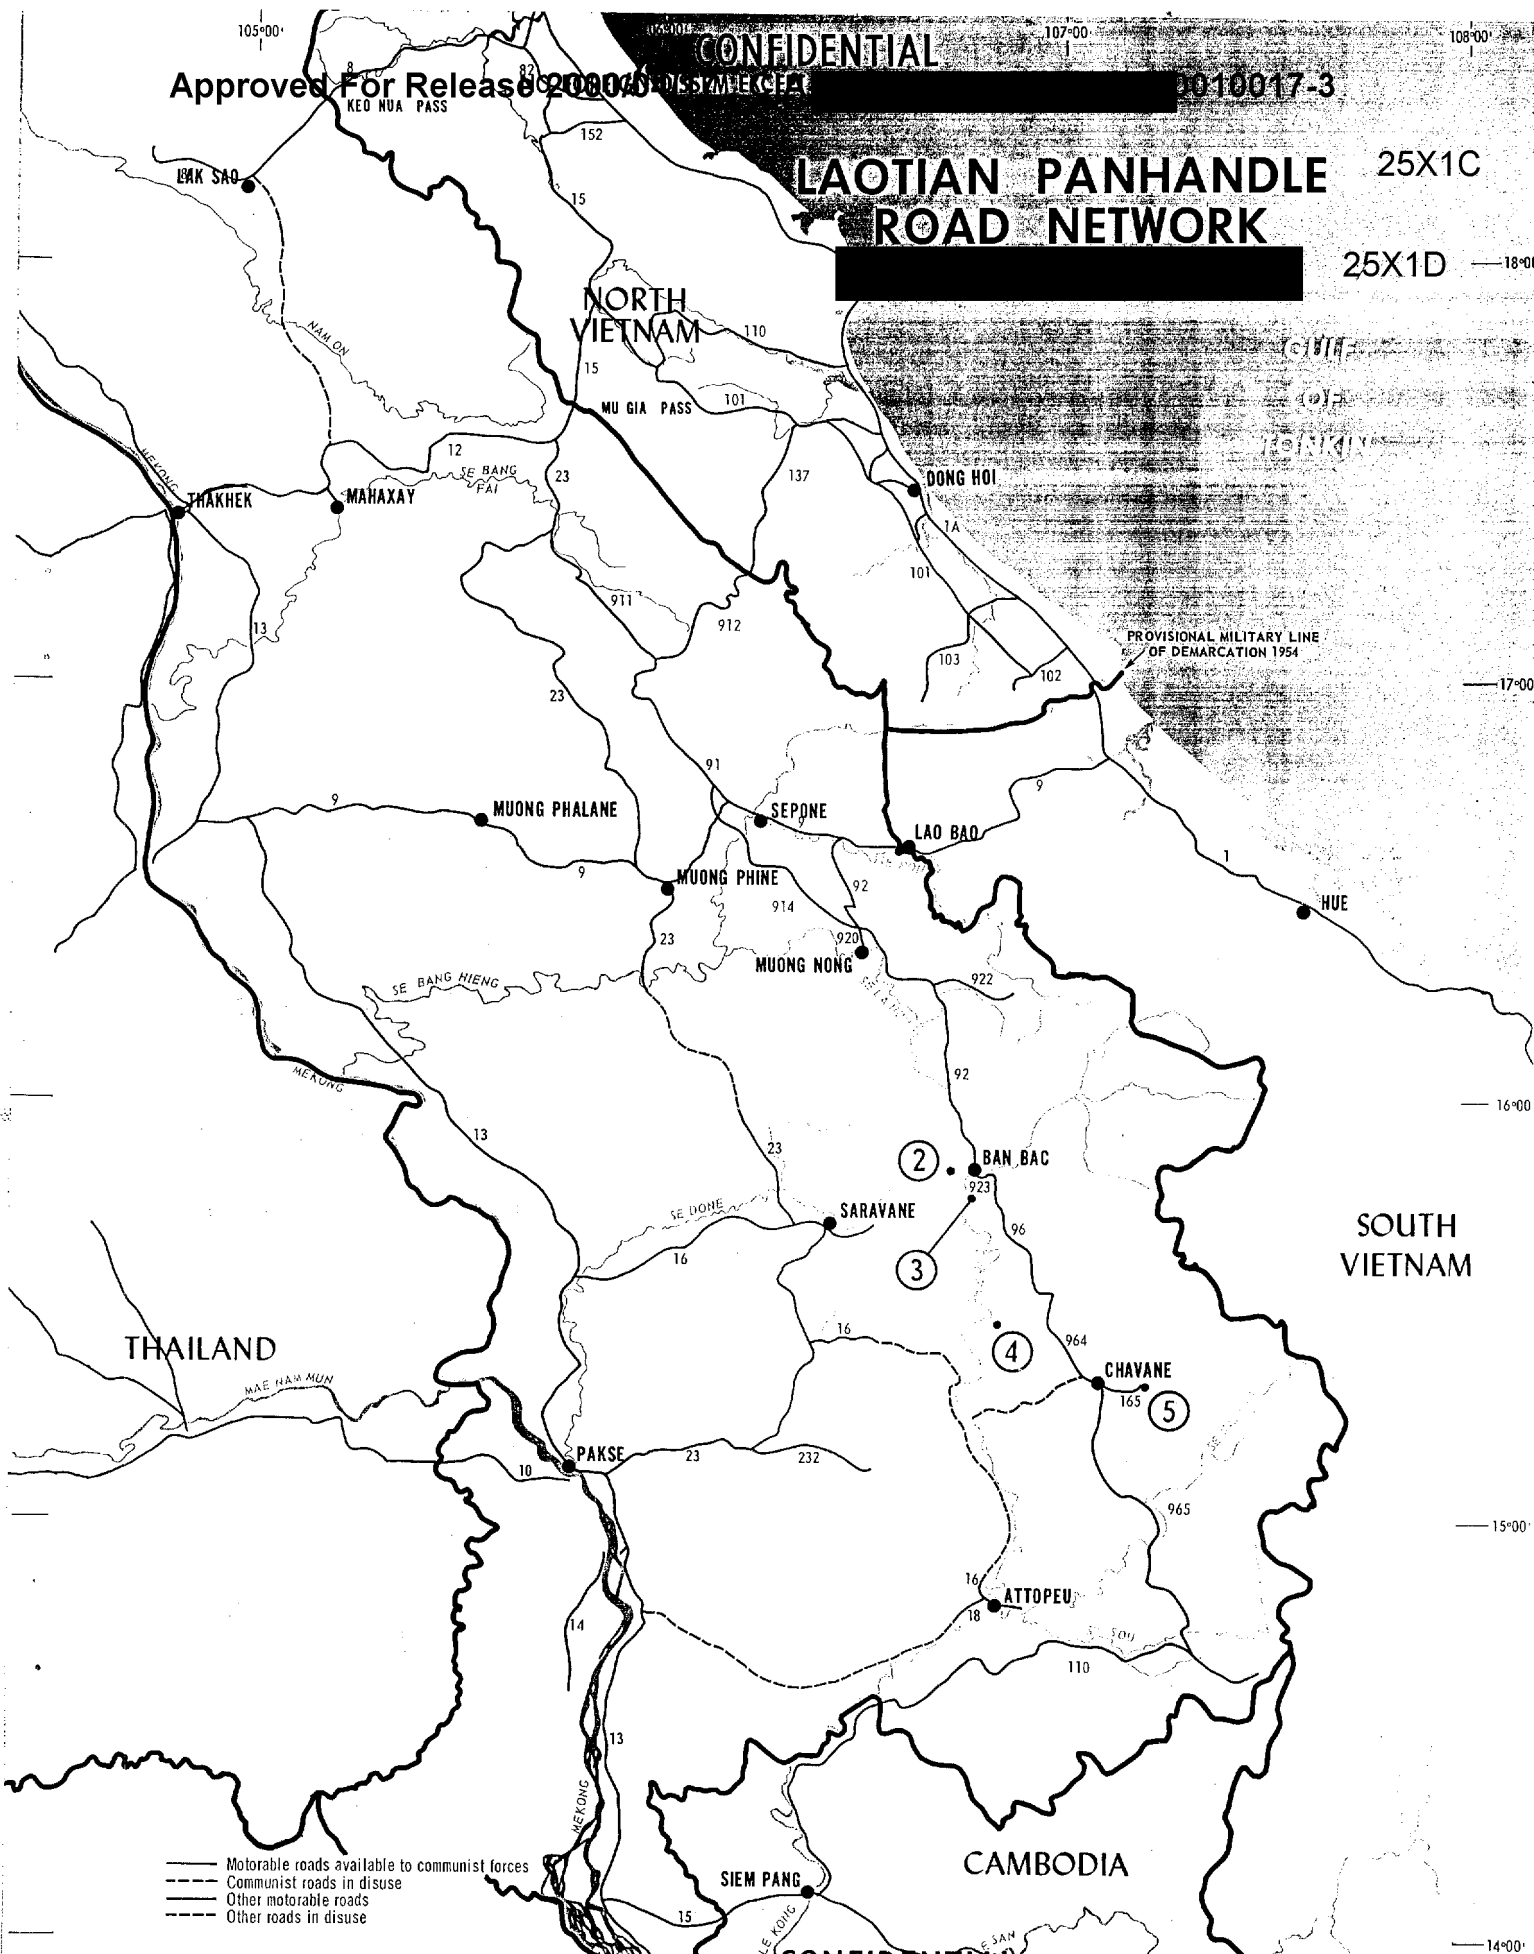 105°00'
107°00'
108°00'
CONFIDENTIAL
Approved For Release
0010017-3
8
82
KEO NUA PASS
152
LAK SAO
LAOTIAN PANHANDLE
ROAD NETWORK
25X1C
25X1D
18°00
15
NORTH
VIETNAM
NAM ON
110
GULF
OF
TONKIN
15
MU GIA PASS
101
12
SE BANG
FAI
23
137
MEKONG
THAKHEK
MAHAXAY
DONG HOI
1A
101
911
912
13
PROVISIONAL MILITARY LINE
OF DEMARCATION 1954
103
102
17°00
23
91
9
MUONG PHALANE
SEPONE
9
9
LAO BAO
9
MUONG PHINE
1
92
914
HUE
23
920
MUONG NONG
SE BANG HIENG
922
92
MEKONG
16°00
13
23
2
BAN BAC
923
SE DONE
SARAVANE
96
SOUTH
VIETNAM
16
3
16
964
THAILAND
4
CHAVANE
MAE NAM MUN
165
5
PAKSE
23
232
10
965
15°00'
16
ATTOPEU
18
14
110
13
MEKONG
Motorable roads available to communist forces
Communist roads in disuse
Other motorable roads
Other roads in disuse
SIEM PANG
CAMBODIA
15
14°00'